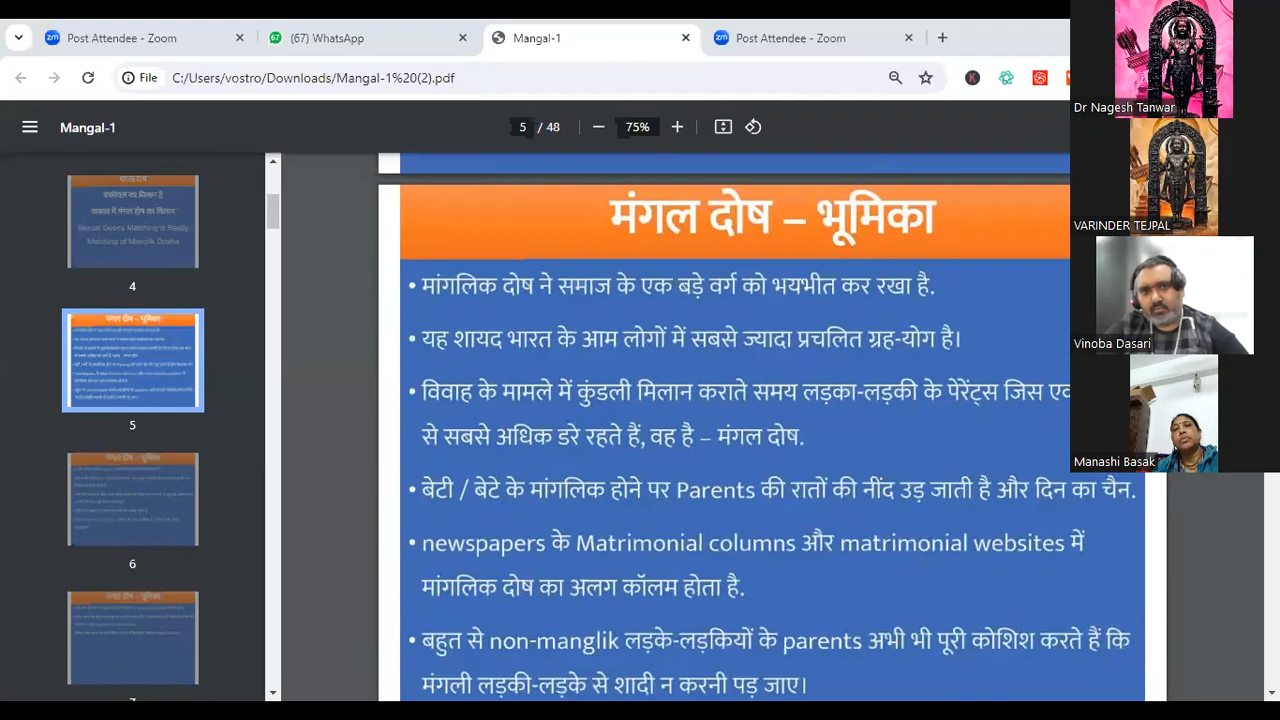 Post Attendee - Zoom
(67) WhatsApp
Mangal-1
Post Attendee - Zoom
File
C:/Users/vostro/Downloads/Mangal-1%20(2).pdf
Mangal-1
5 / 48
75%
4
5
6
मंगल दोष – भूमिका
• मांगलिक दोष ने समाज के एक बड़े वर्ग को भयभीत कर रखा है.
• यह शायद भारत के आम लोगों में सबसे ज्यादा प्रचलित ग्रह-योग है।
• विवाह के मामले में कुंडली मिलान कराते समय लड़का-लड़की के पेरेंट्स जिस
से सबसे अधिक डरे रहते हैं, वह है – मंगल दोष.
• बेटी / बेटे के मांगलिक होने पर Parents की रातों की नींद उड़ जाती है और दिन का चैन.
• newspapers के Matrimonial columns और matrimonial websites में
मांगलिक दोष का अलग कॉलम होता है.
• बहुत से non-manglik लड़के-लड़कियों के parents अभी भी पूरी कोशिश करते हैं कि
मंगली लड़की-लड़के से शादी न करनी पड़ जाए।
Dr Nagesh Tanwar
VARINDER TEJPAL
Vinoba Dasari
Manashi Basak